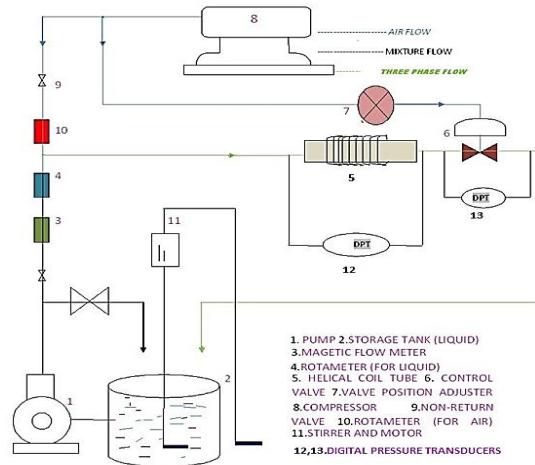 8
AIR FLOW
MIXTURE FLOW
THREE PHASE FLOW
9
7
10
6
4
5
DPT
13
3
11
DPT
12
2
1
1. PUMP 2.STORAGE TANK (LIQUID)
3.MAGETIC FLOW METER
4.ROTAMETER (FOR LIQUID)
5. HELICAL COIL TUBE 6. CONTROL
VALVE 7.VALVE POSITION ADJUSTER
8.COMPRESSOR 9.NON-RETURN
VALVE 10.ROTAMETER (FOR AIR)
11.STIRRER AND MOTOR
12,13.DIGITAL PRESSURE TRANSDUCERS